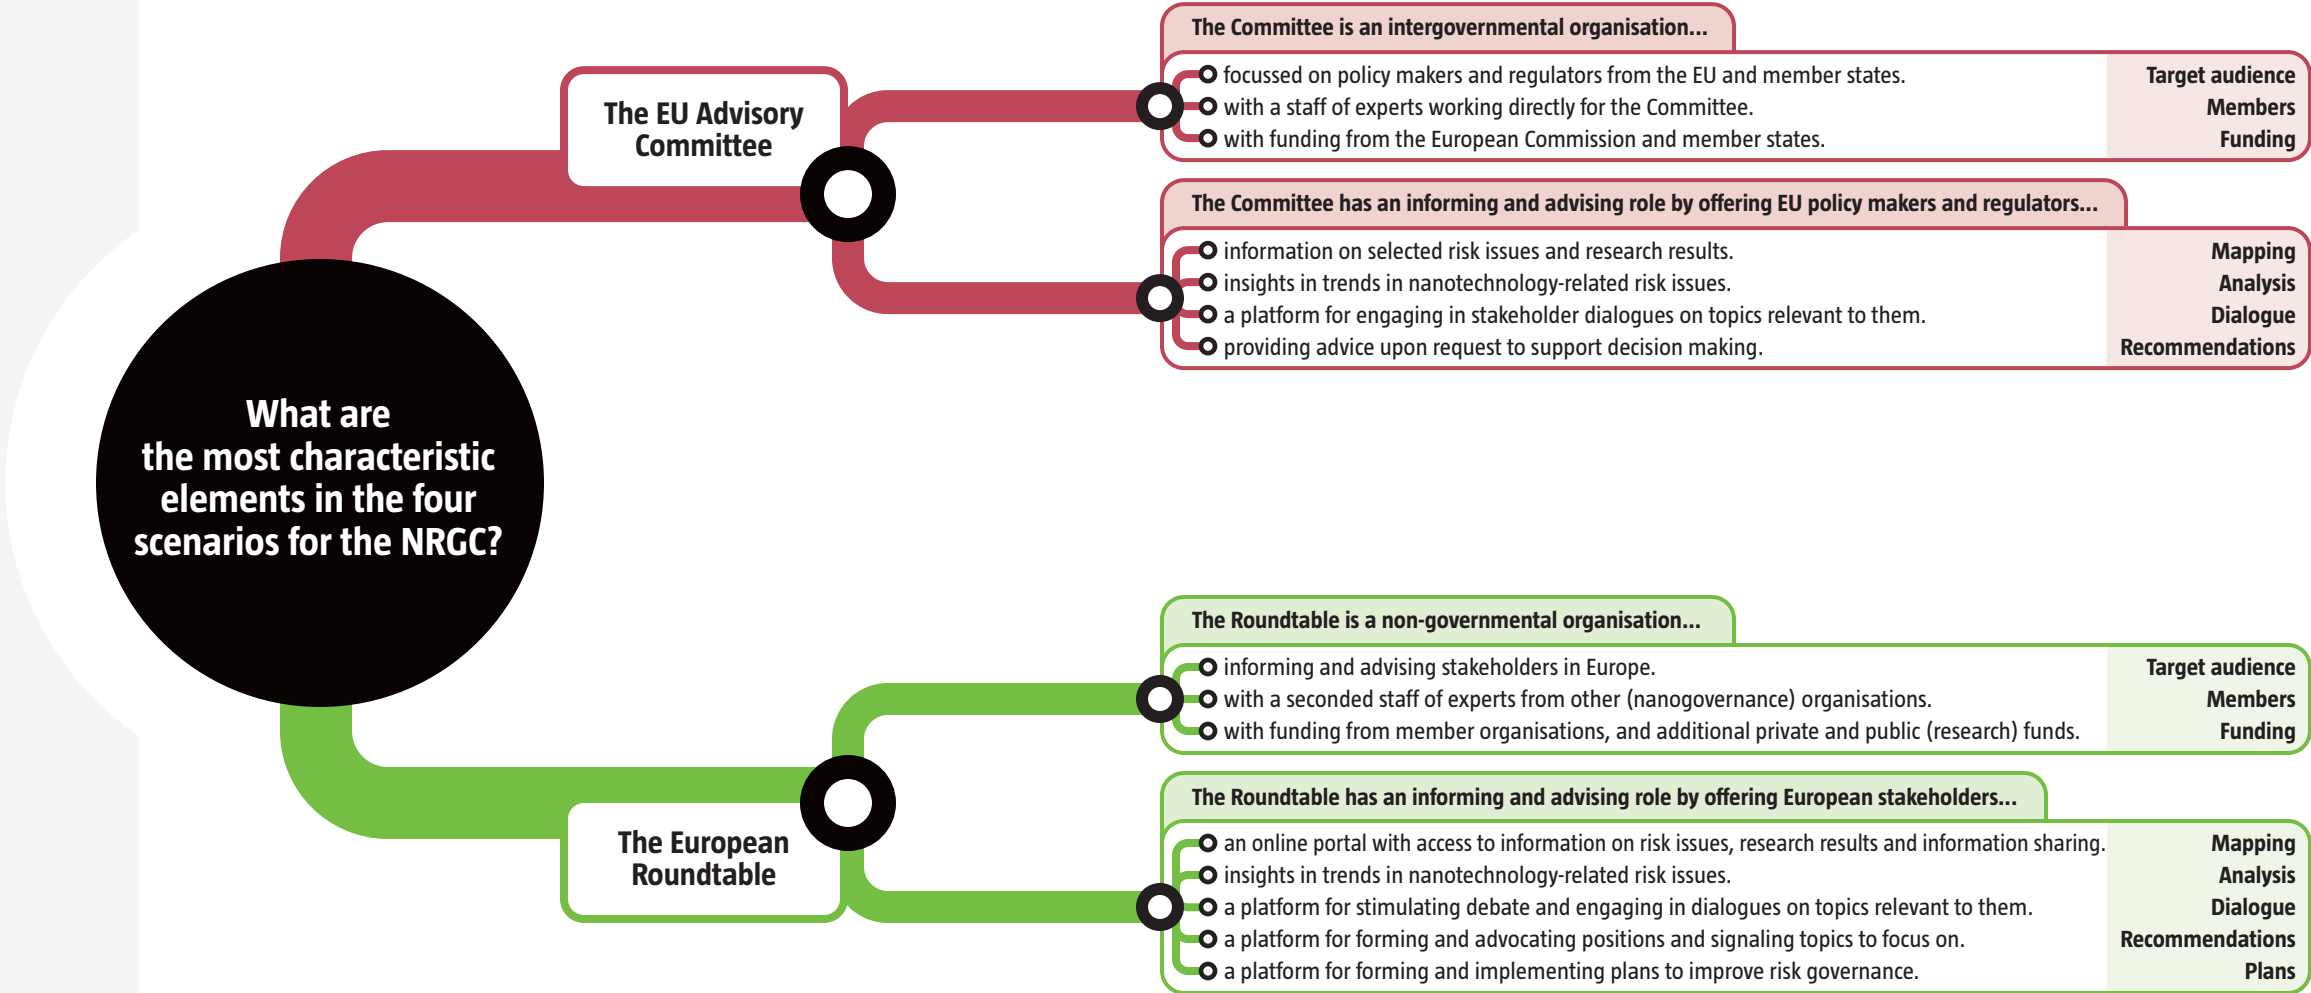 What are
the most characteristic
elements in the four
scenarios for the NRGC?
The EU Advisory
Committee
The Committee is an intergovernmental organisation...
focussed on policy makers and regulators from the EU and member states. Target audience
with a staff of experts working directly for the Committee. Members
with funding from the European Commission and member states. Funding
The Committee has an informing and advising role by offering EU policy makers and regulators...
information on selected risk issues and research results. Mapping
insights in trends in nanotechnology-related risk issues. Analysis
a platform for engaging in stakeholder dialogues on topics relevant to them. Dialogue
providing advice upon request to support decision making. Recommendations
The European
Roundtable
The Roundtable is a non-governmental organisation...
informing and advising stakeholders in Europe. Target audience
with a seconded staff of experts from other (nanogovernance) organisations. Members
with funding from member organisations, and additional private and public (research) funds. Funding
The Roundtable has an informing and advising role by offering European stakeholders...
an online portal with access to information on risk issues, research results and information sharing. Mapping
insights in trends in nanotechnology-related risk issues. Analysis
a platform for stimulating debate and engaging in dialogues on topics relevant to them. Dialogue
a platform for forming and advocating positions and signaling topics to focus on. Recommendations
a platform for forming and implementing plans to improve risk governance. Plans